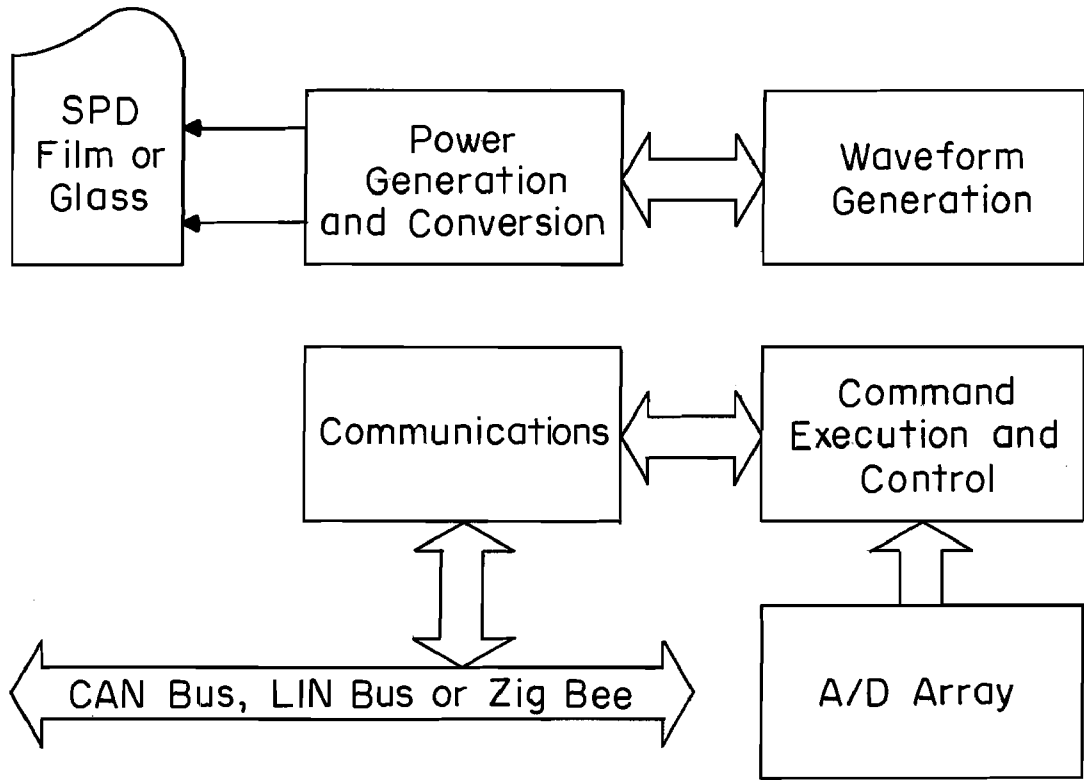 SPD
Film or
Glass
Power
Generation
and Conversion
Waveform
Generation
Communications
Command
Execution and
Control
CAN Bus, LIN Bus or Zig Bee
A/D Array